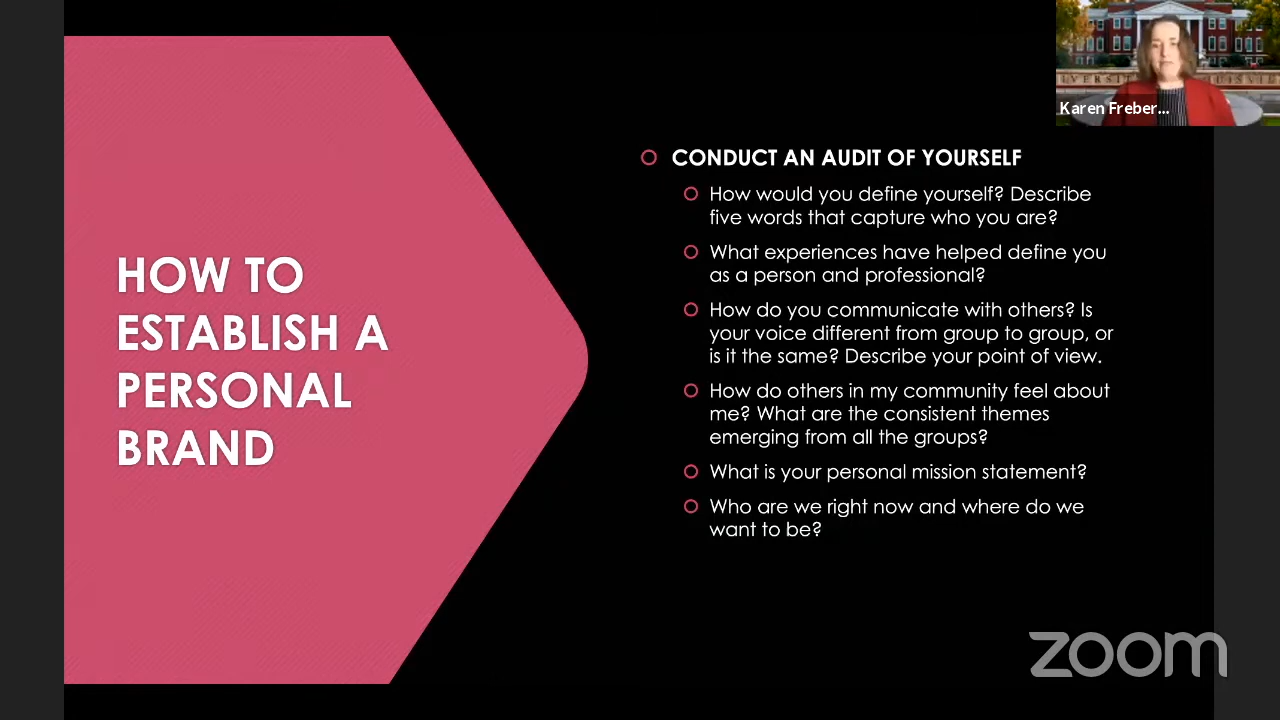 Karen Freber...
CONDUCT AN AUDIT OF YOURSELF
How would you define yourself? Describe
five words that capture who you are?
What experiences have helped define you
as a person and professional?
How do you communicate with others? Is
your voice different from group to group, or
is it the same? Describe your point of view.
How do others in my community feel about
me? What are the consistent themes
emerging from all the groups?
What is your personal mission statement?
Who are we right now and where do we
want to be?
HOW TO
ESTABLISH A
PERSONAL
BRAND
zoom